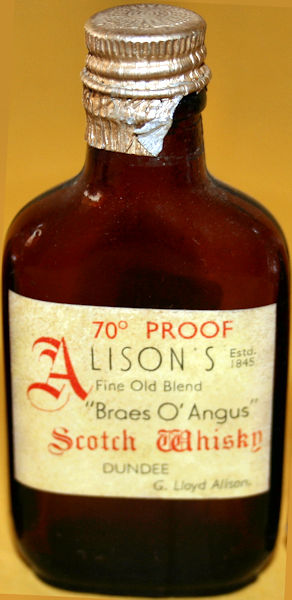 70° PROOF
ALISON'S Estd. 1845.
Fine Old Blend
"Braes O' Angus"
Scotch Whisky
DUNDEE
G. Lloyd Alison.